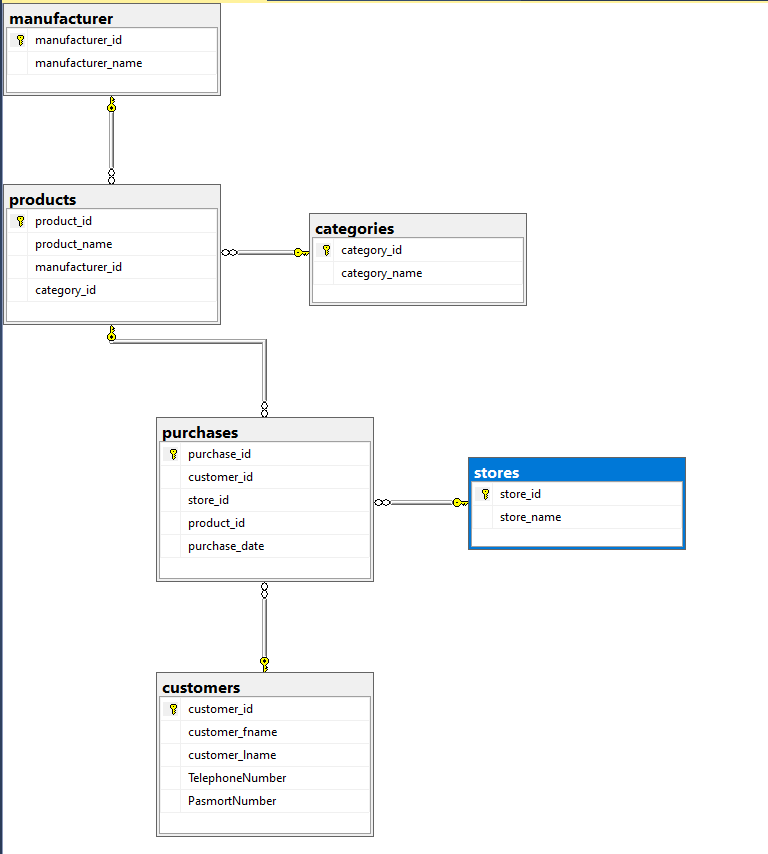 manufacturer
manufacturer_id
manufacturer_name
products
product_id
product_name
manufacturer_id
category_id
categories
category_id
category_name
purchases
purchase_id
customer_id
store_id
product_id
purchase_date
stores
store_id
store_name
customers
customer_id
customer_fname
customer_lname
TelephoneNumber
PasmortNumber